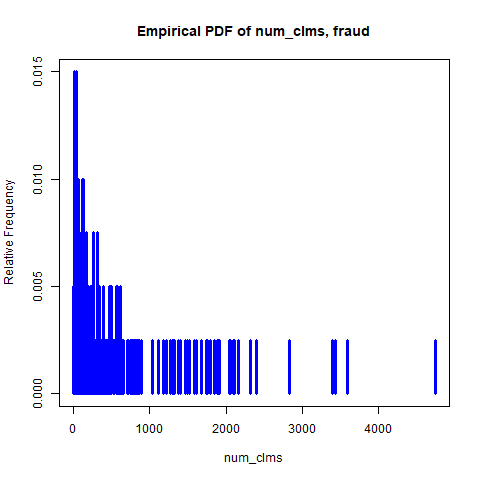 Empirical PDF of num_clms, fraud
Relative Frequency
0.015
0.010
0.005
0.000
0 1000 2000 3000 4000
num_clms